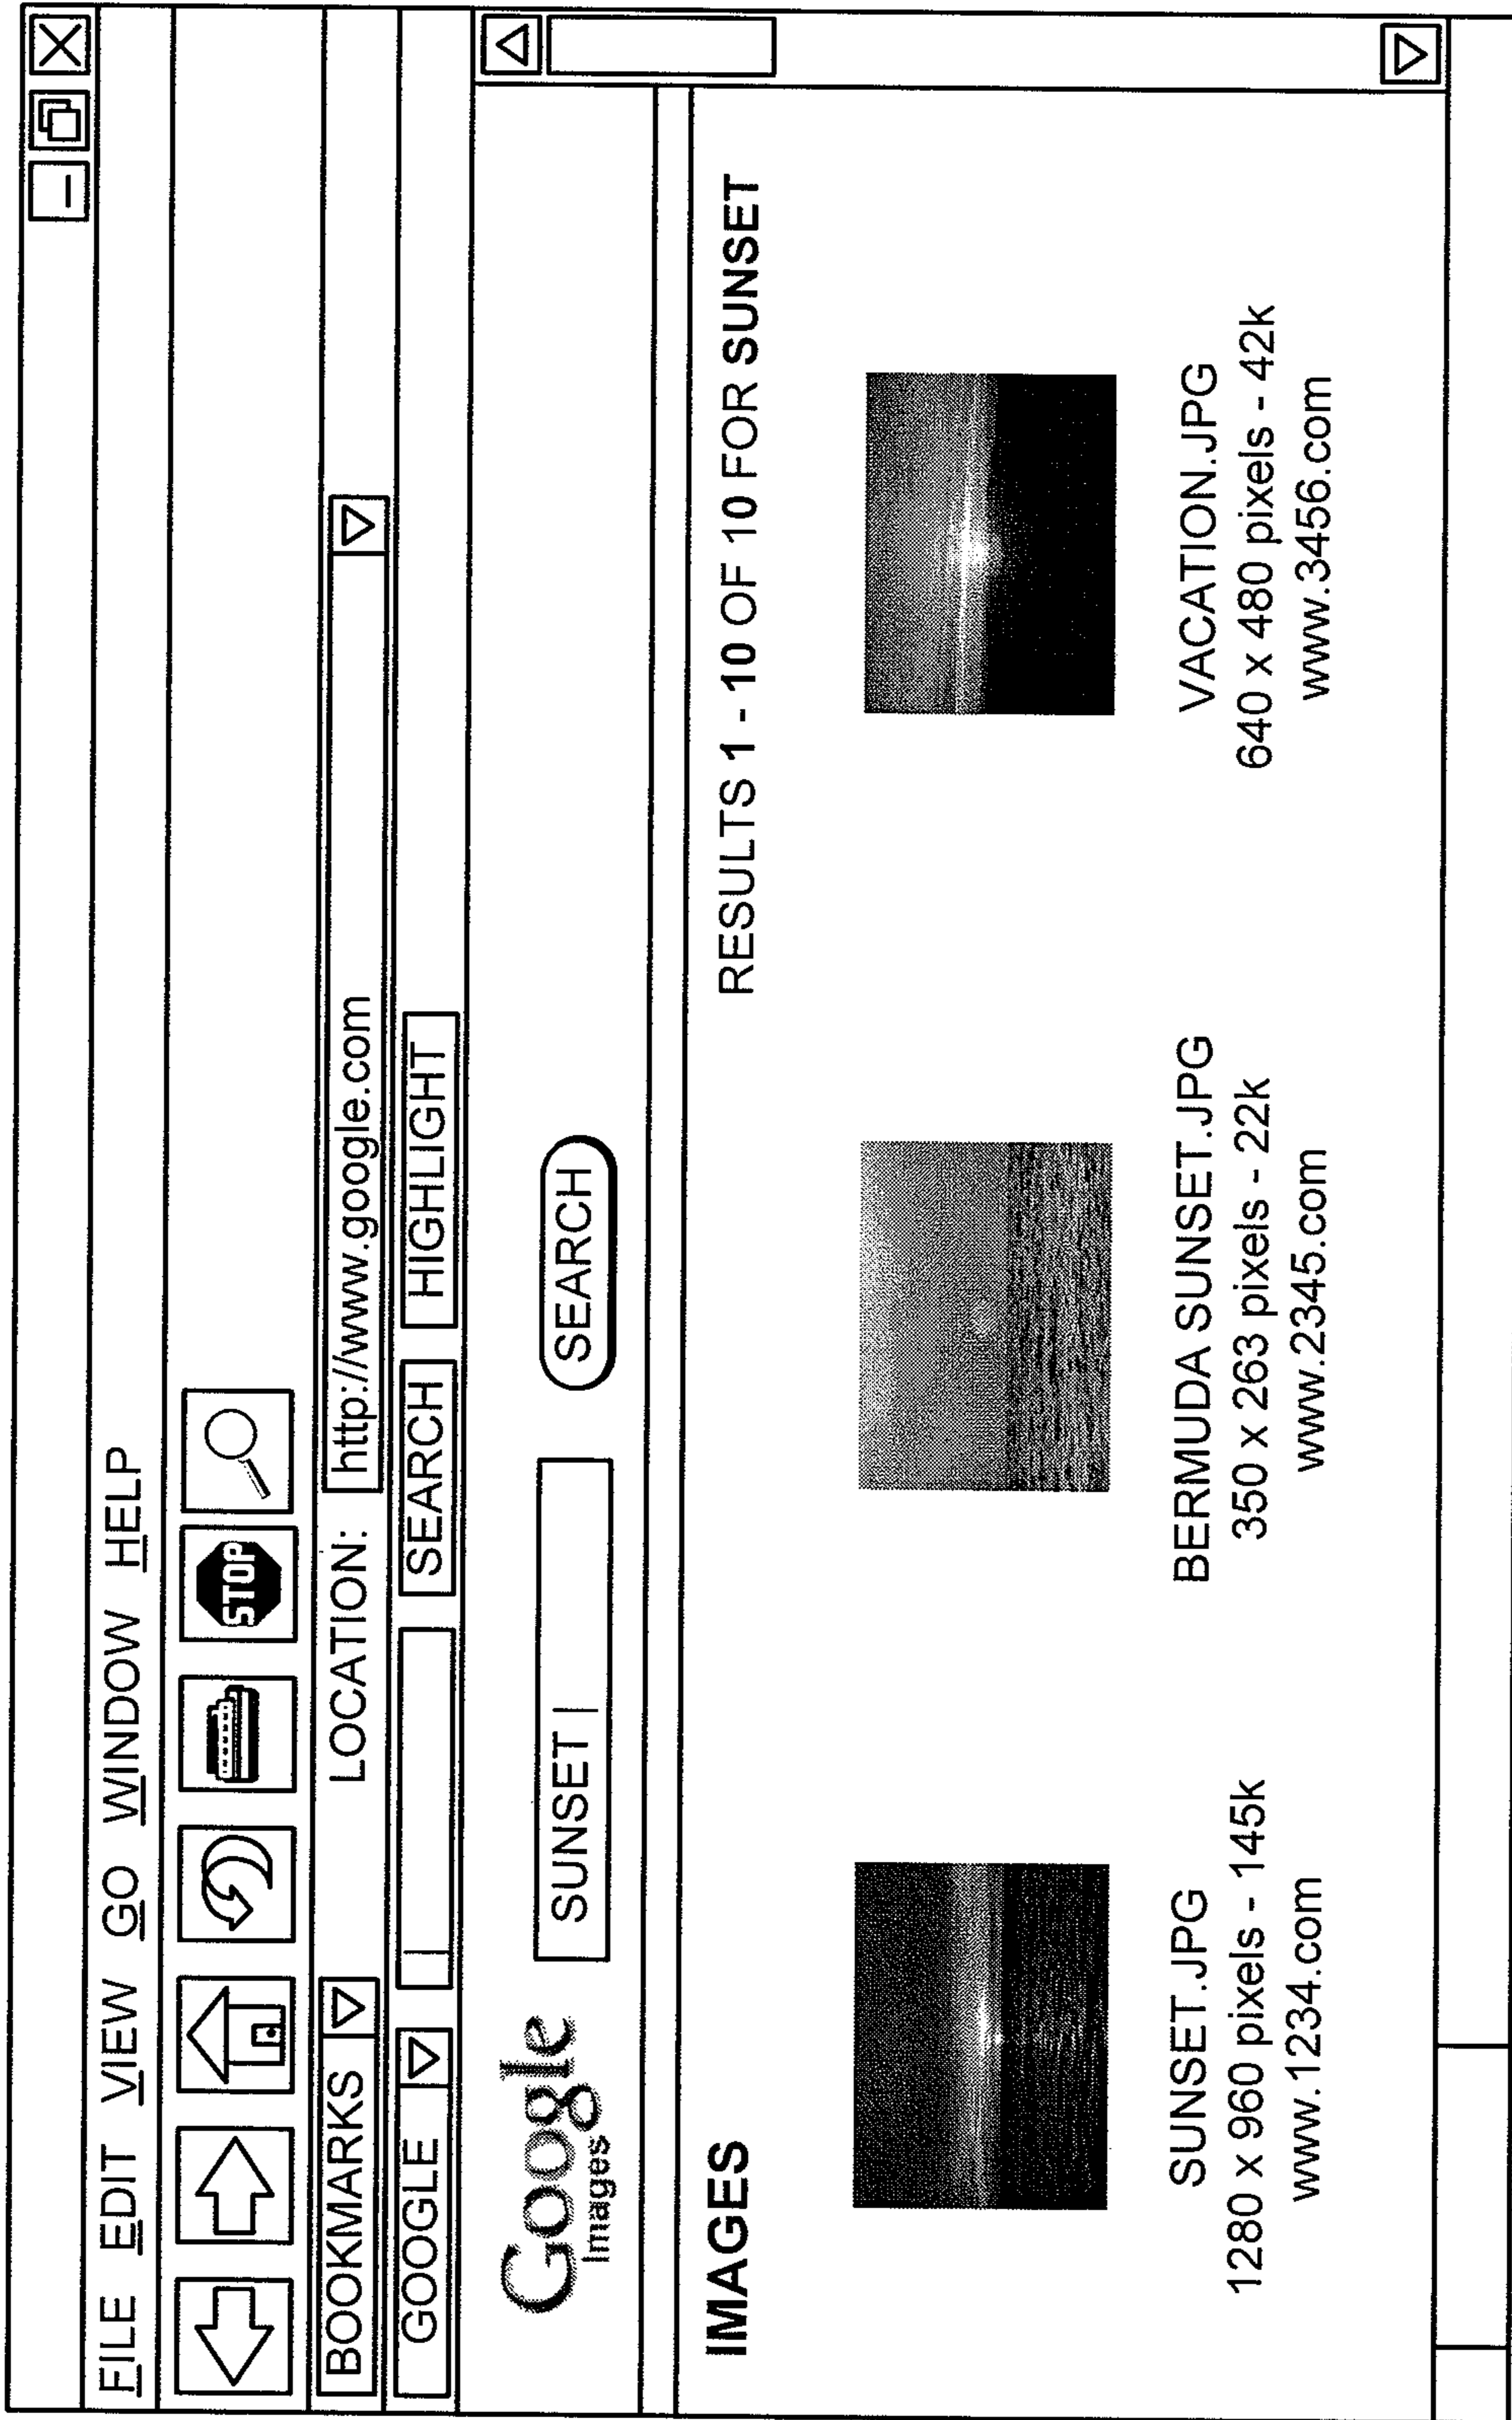 FILE EDIT VIEW GO WINDOW HELP
STOP
BOOKMARKS LOCATION: http://www.google.com
GOOGLE SEARCH HIGHLIGHT
Google
Images
SUNSET SEARCH
IMAGES
RESULTS 1 - 10 OF 10 FOR SUNSET
SUNSET.JPG
1280 x 960 pixels - 145k
www.1234.com
BERMUDA SUNSET.JPG
350 x 263 pixels - 22k
www.2345.com
VACATION.JPG
640 x 480 pixels - 42k
www.3456.com